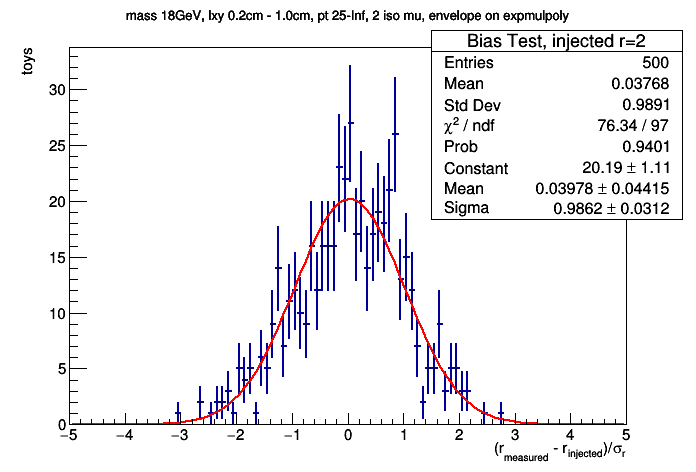 mass 18GeV, lxy 0.2cm - 1.0cm, pt 25-Inf, 2 iso mu, envelope on expmulpoly
toys
Bias Test, injected r=2
Entries 500
Mean 0.03768
Std Dev 0.9891
χ² / ndf 76.34 / 97
Prob 0.9401
Constant 20.19 ± 1.11
Mean 0.03978 ± 0.04415
Sigma 0.9862 ± 0.0312
30
25
20
15
10
5
0
−5 −4 −3 −2 −1 0 1 2 3 4 5
(r_measured - r_injected)/σ_r